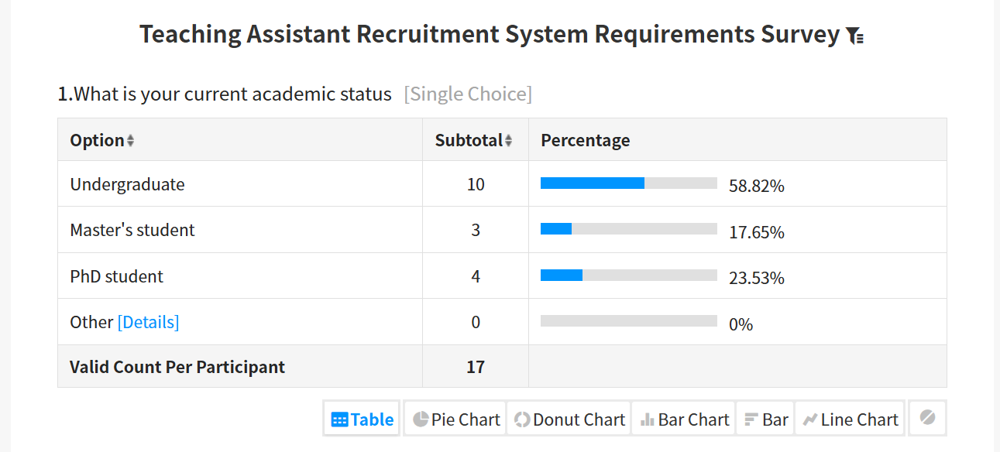 Teaching Assistant Recruitment System Requirements Survey
1.What is your current academic status [Single Choice]
Option Subtotal Percentage
Undergraduate 10 58.82%
Master's student 3 17.65%
PhD student 4 23.53%
Other [Details] 0 0%
Valid Count Per Participant 17
Table Pie Chart Donut Chart Bar Chart Bar Line Chart